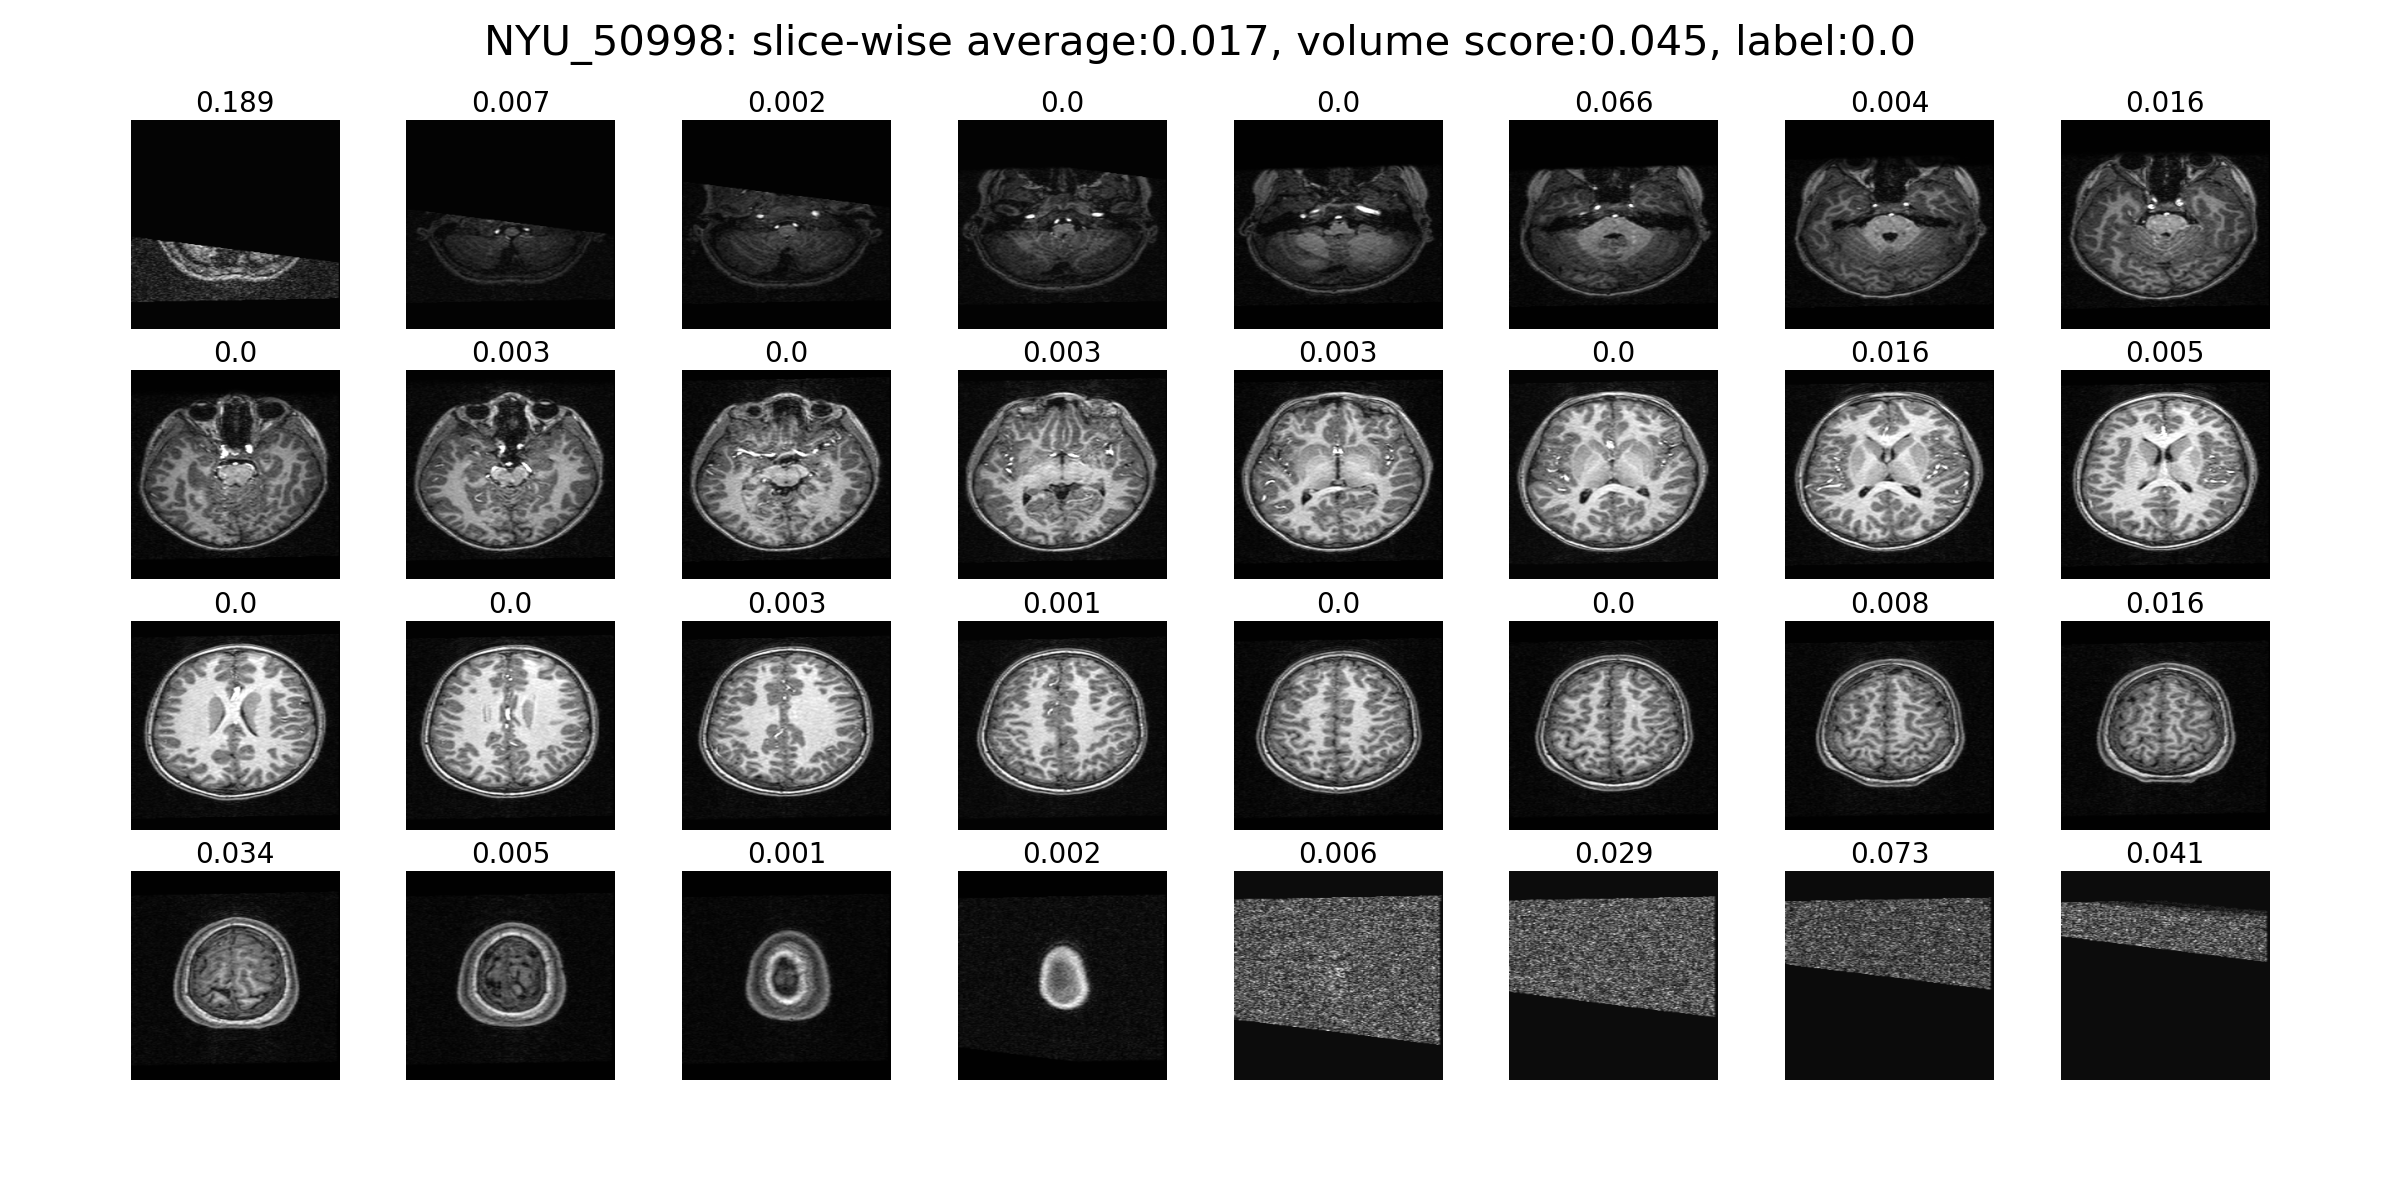 NYU_50998: slice-wise average:0.017, volume score:0.045, label:0.0
0.189 0.007 0.002 0.0 0.0 0.066 0.004 0.016
0.0 0.003 0.0 0.003 0.003 0.0 0.016 0.005
0.0 0.0 0.003 0.001 0.0 0.0 0.008 0.016
0.034 0.005 0.001 0.002 0.006 0.029 0.073 0.041